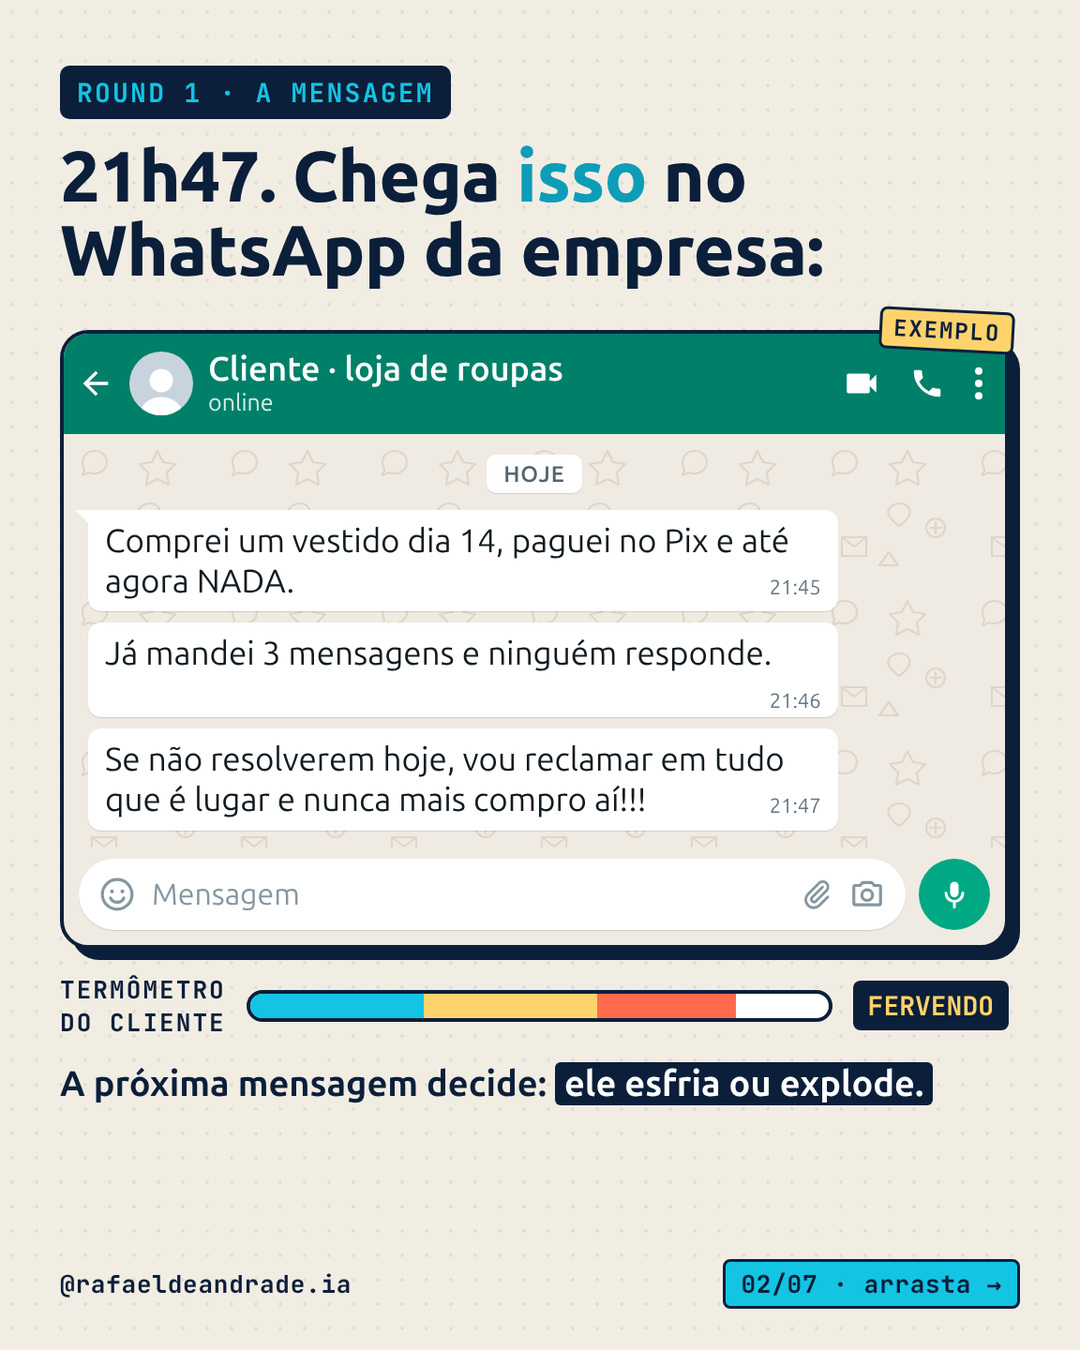 ROUND 1 · A MENSAGEM
21h47. Chega isso no
WhatsApp da empresa:
EXEMPLO
Cliente · loja de roupas
online
HOJE
Comprei um vestido dia 14, paguei no Pix e até
agora NADA.
21:45
Já mandei 3 mensagens e ninguém responde.
21:46
Se não resolverem hoje, vou reclamar em tudo
que é lugar e nunca mais compro aí!!!
21:47
Mensagem
TERMÔMETRO
DO CLIENTE
FERVENDO
A próxima mensagem decide: ele esfria ou explode.
@rafaeldeandrade.ia
02/07 · arrasta →